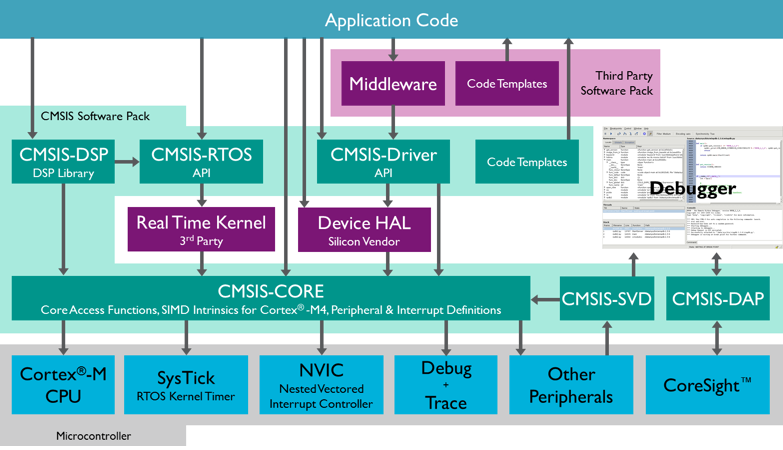 Application Code
Middleware
Code Templates
Third Party
Software Pack
CMSIS Software Pack
CMSIS-DSP
DSP Library
CMSIS-RTOS
API
CMSIS-Driver
API
Code Templates
Debugger
Real Time Kernel
3rd Party
Device HAL
Silicon Vendor
CMSIS-CORE
Core Access Functions, SIMD Intrinsics for Cortex®-M4, Peripheral & Interrupt Definitions
CMSIS-SVD
CMSIS-DAP
Cortex®-M
CPU
SysTick
RTOS Kernel Timer
NVIC
Nested Vectored
Interrupt Controller
Debug
+
Trace
Other
Peripherals
CoreSight™
Microcontroller